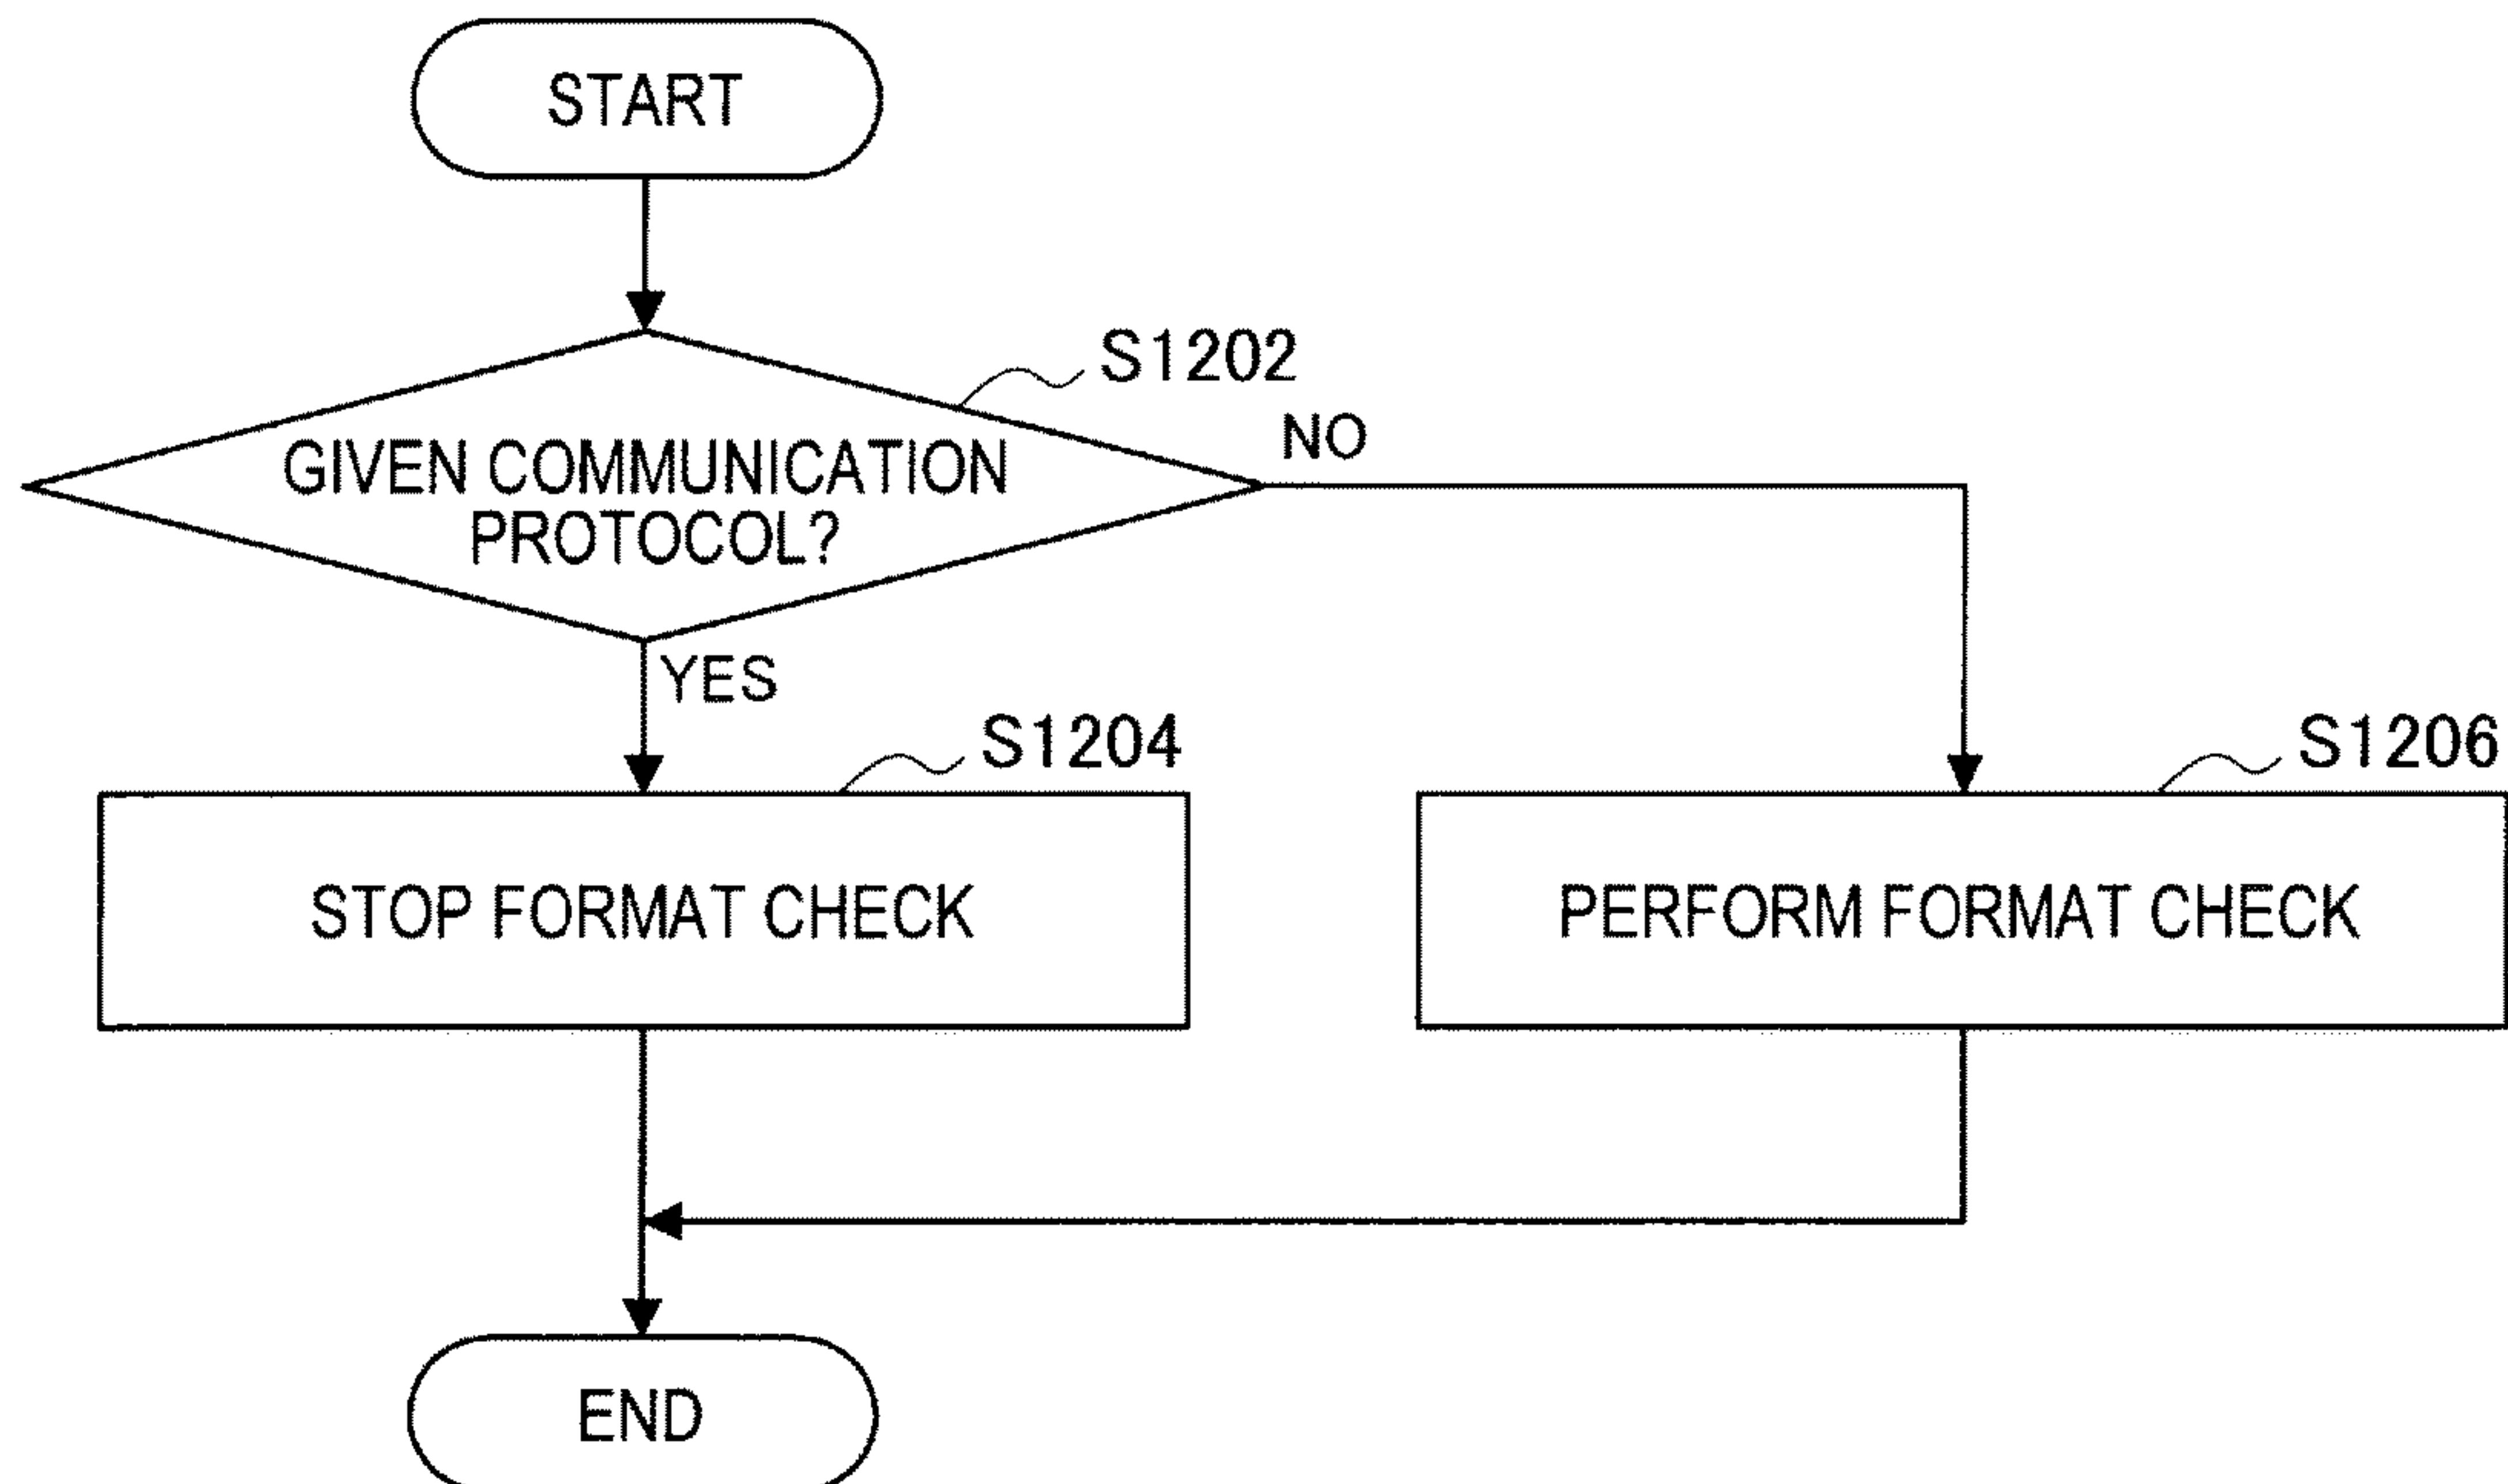 START
S1202
GIVEN COMMUNICATION
PROTOCOL?
NO
YES
S1204
S1206
STOP FORMAT CHECK
PERFORM FORMAT CHECK
END